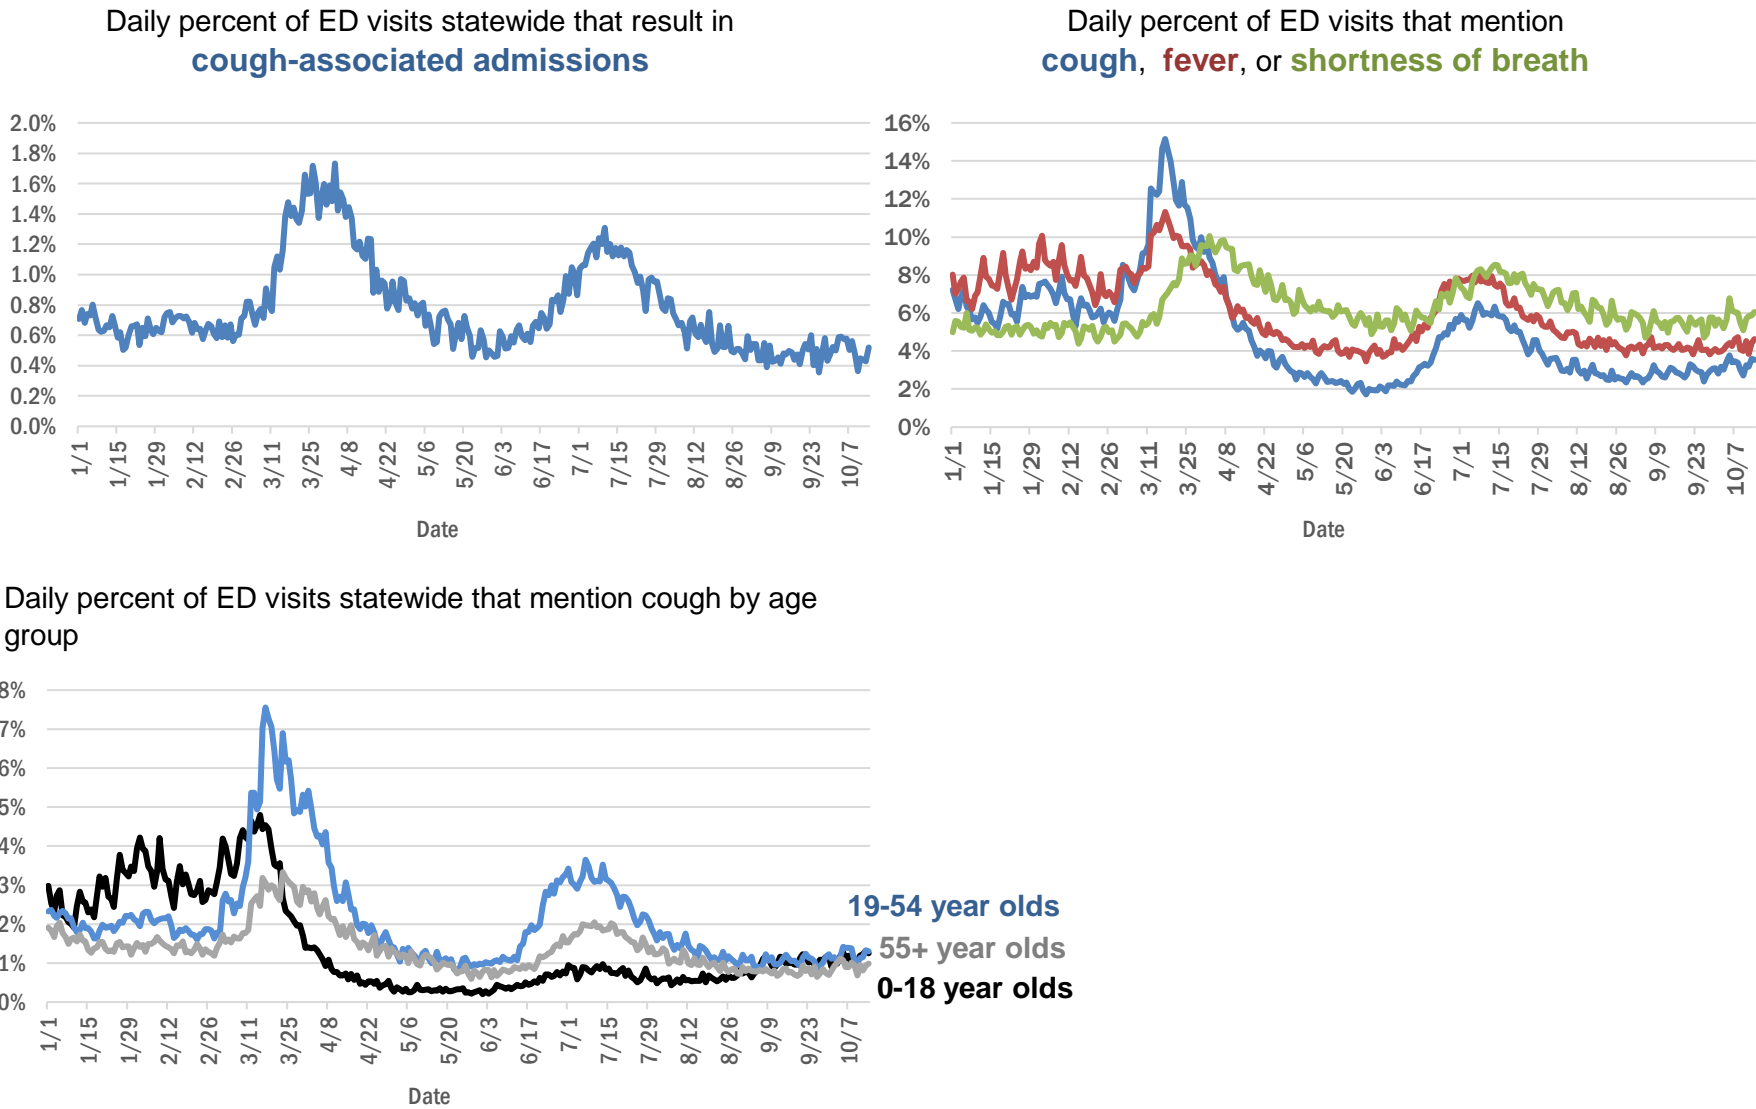 Daily percent of ED visits statewide that result in
cough-associated admissions
2.0%
1.8%
1.6%
1.4%
1.2%
1.0%
0.8%
0.6%
0.4%
0.2%
0.0%
1/1 1/15 1/29 2/12 2/26 3/11 3/25 4/8 4/22 5/6 5/20 6/3 6/17 7/1 7/15 7/29 8/12 8/26 9/9 9/23 10/7
Date
Daily percent of ED visits that mention
cough, fever, or shortness of breath
16%
14%
12%
10%
8%
6%
4%
2%
0%
1/1 1/15 1/29 2/12 2/26 3/11 3/25 4/8 4/22 5/6 5/20 6/3 6/17 7/1 7/15 7/29 8/12 8/26 9/9 9/23 10/7
Date
Daily percent of ED visits statewide that mention cough by age
group
8%
7%
6%
5%
4%
3%
2%
1%
0%
1/1 1/15 1/29 2/12 2/26 3/11 3/25 4/8 4/22 5/6 5/20 6/3 6/17 7/1 7/15 7/29 8/12 8/26 9/9 9/23 10/7
Date
19-54 year olds
55+ year olds
0-18 year olds